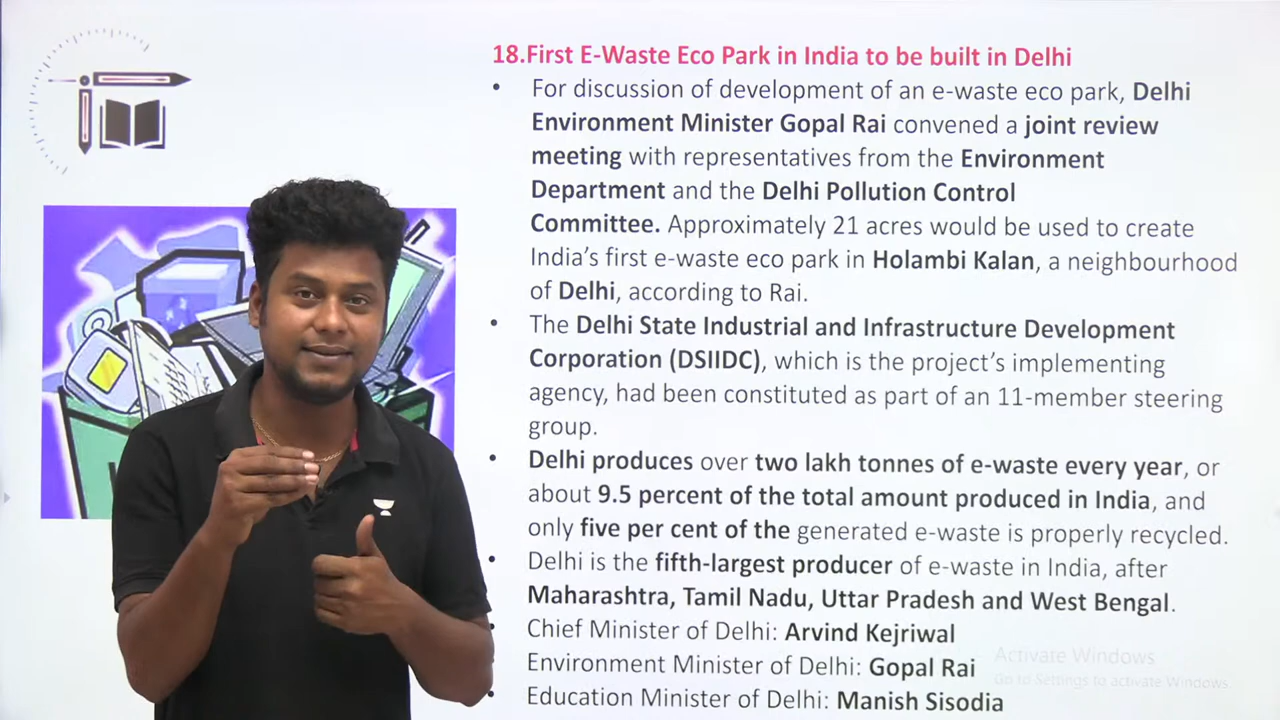 18.First E-Waste Eco Park in India to be built in Delhi
• For discussion of development of an e-waste eco park, Delhi
Environment Minister Gopal Rai convened a joint review
meeting with representatives from the Environment
Department and the Delhi Pollution Control
Committee. Approximately 21 acres would be used to create
India's first e-waste eco park in Holambi Kalan, a neighbourhood
of Delhi, according to Rai.
• The Delhi State Industrial and Infrastructure Development
Corporation (DSIIDC), which is the project's implementing
agency, had been constituted as part of an 11-member steering
group.
• Delhi produces over two lakh tonnes of e-waste every year, or
about 9.5 percent of the total amount produced in India, and
only five per cent of the generated e-waste is properly recycled.
• Delhi is the fifth-largest producer of e-waste in India, after
Maharashtra, Tamil Nadu, Uttar Pradesh and West Bengal.
• Chief Minister of Delhi: Arvind Kejriwal
Environment Minister of Delhi: Gopal Rai
• Education Minister of Delhi: Manish Sisodia
Activate Windows
Go to Settings to activate Windows.